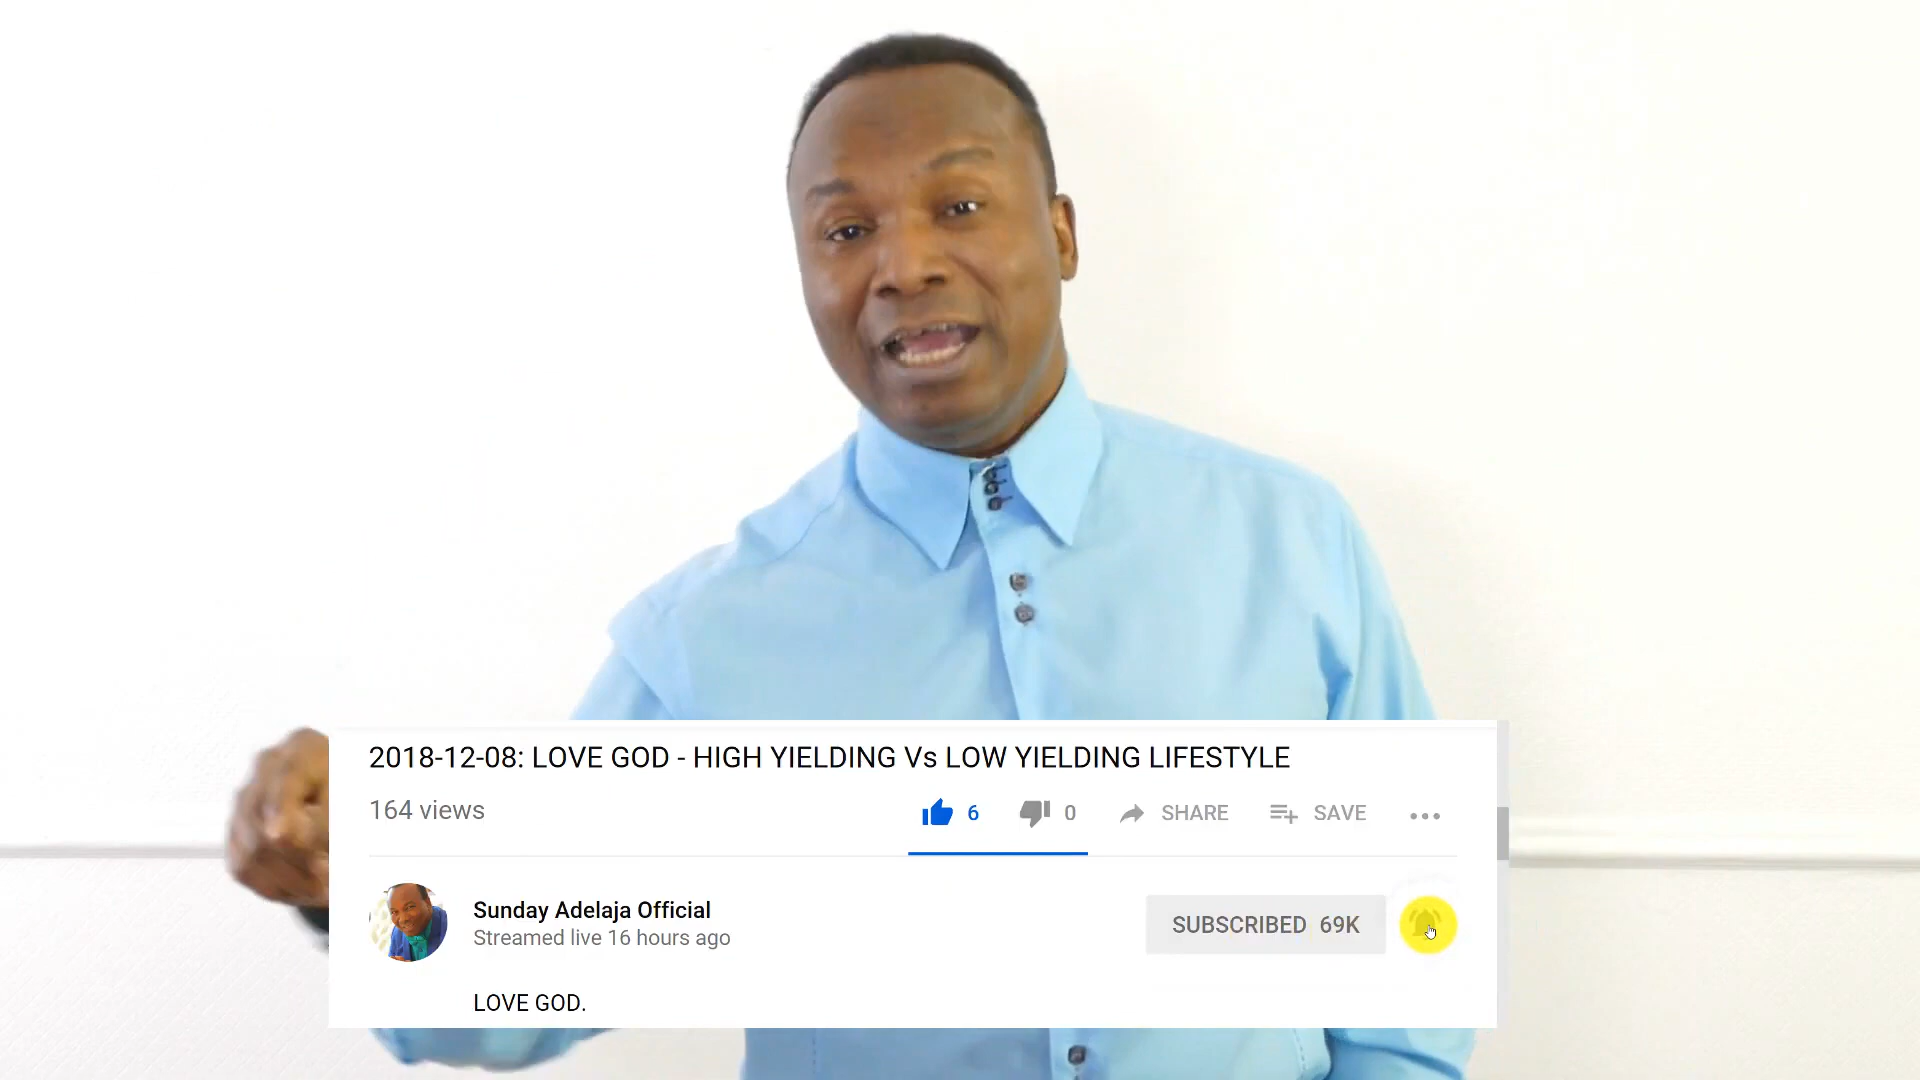 2018-12-08: LOVE GOD - HIGH YIELDING Vs LOW YIELDING LIFESTYLE
164 views
6
0
SHARE
SAVE
Sunday Adelaja Official
Streamed live 16 hours ago
SUBSCRIBED 69K
LOVE GOD.